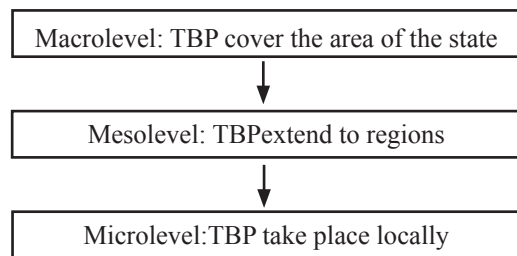 Macrolevel: TBP cover the area of the state
Mesolevel: TBPextend to regions
Microlevel:TBP take place locally